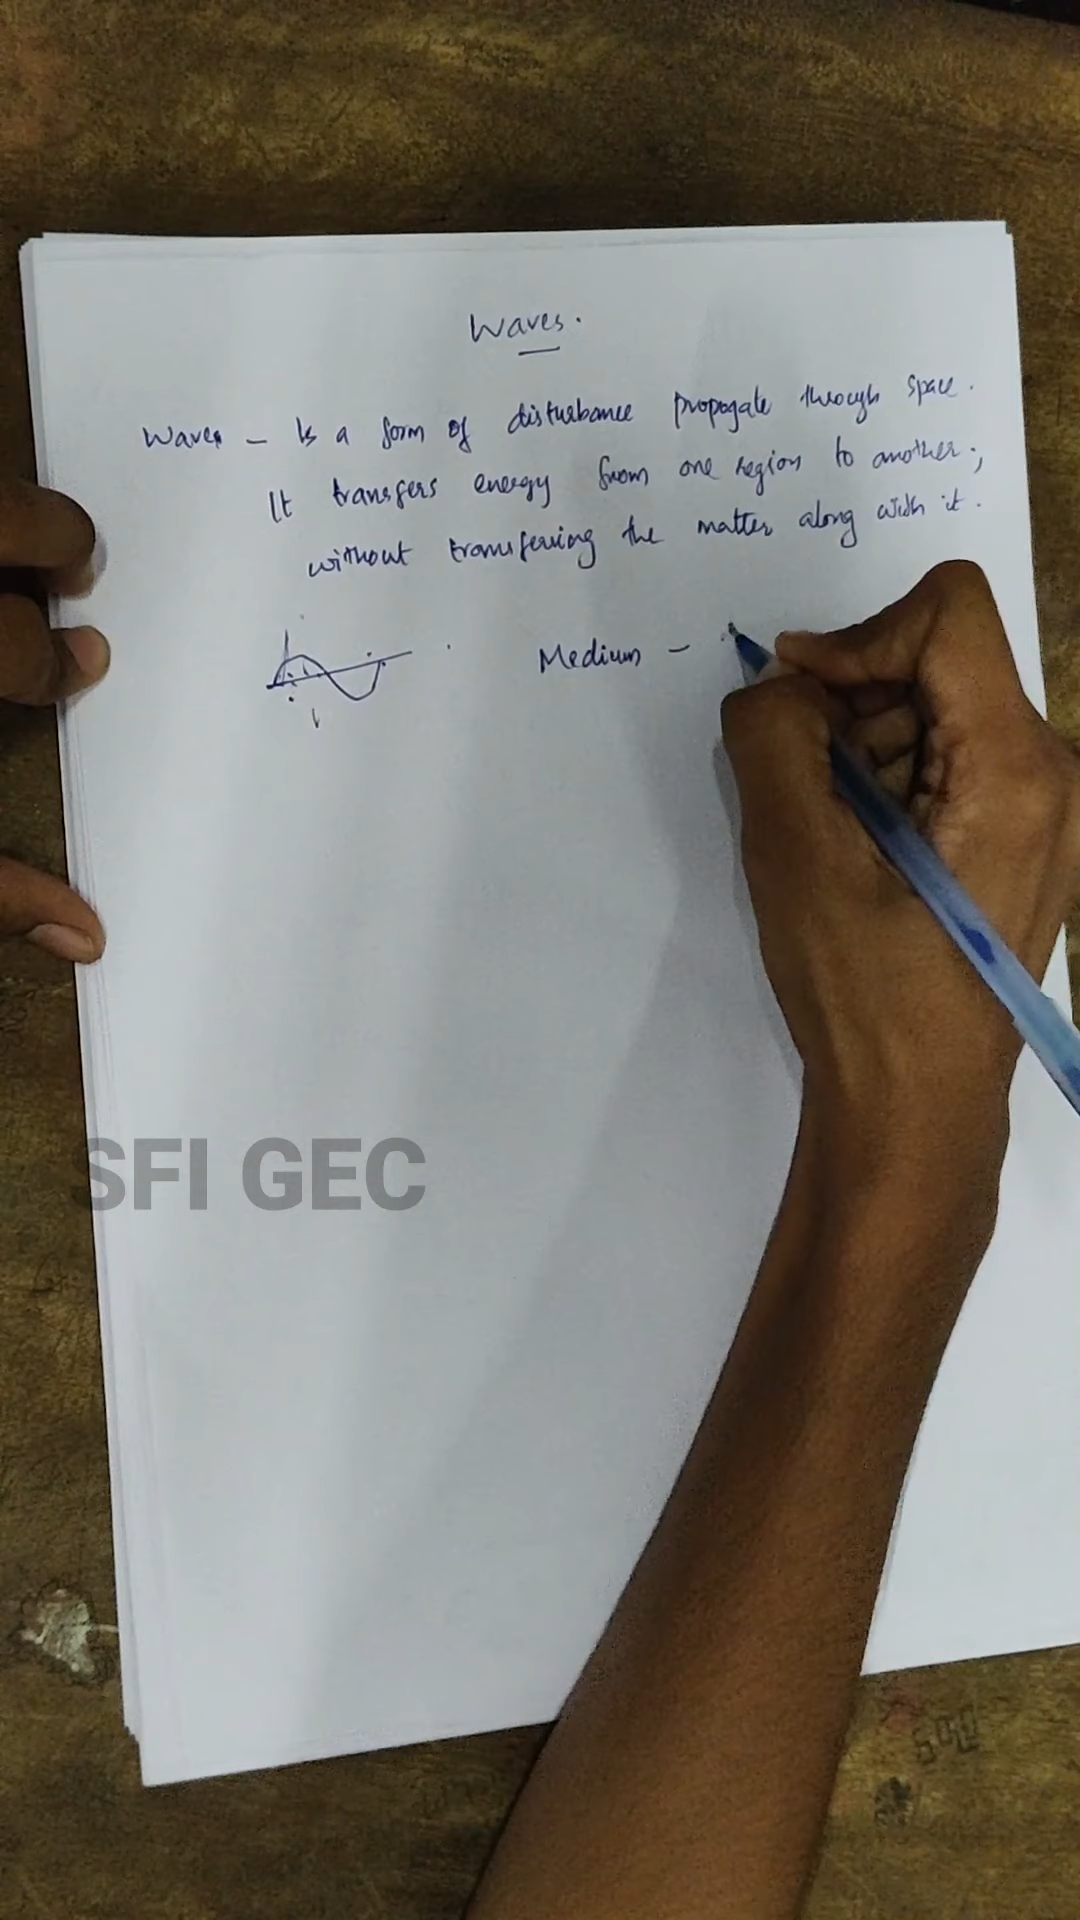 Waves.
Waves - Is a form of disturbance propogate through space.
It transfers energy from one region to another,
without transferring the matter along with it.
Medium -
SFI GEC